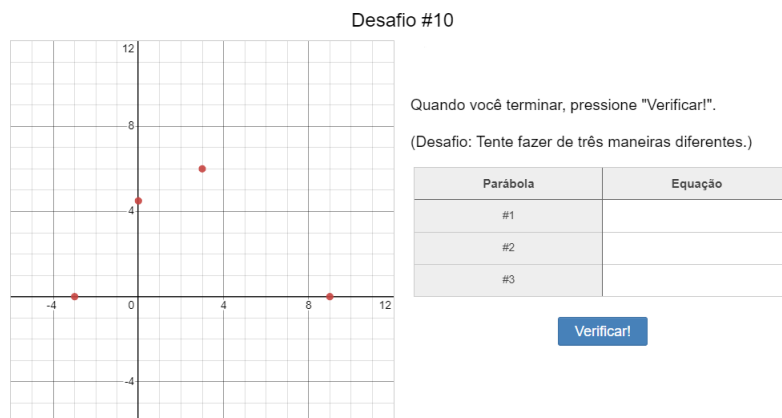 Desafio #10
12
8
4
-4
0
4
8
12
-4
Quando você terminar, pressione "Verificar!".
(Desafio: Tente fazer de três maneiras diferentes.)
Parábola Equação
#1
#2
#3
Verificar!